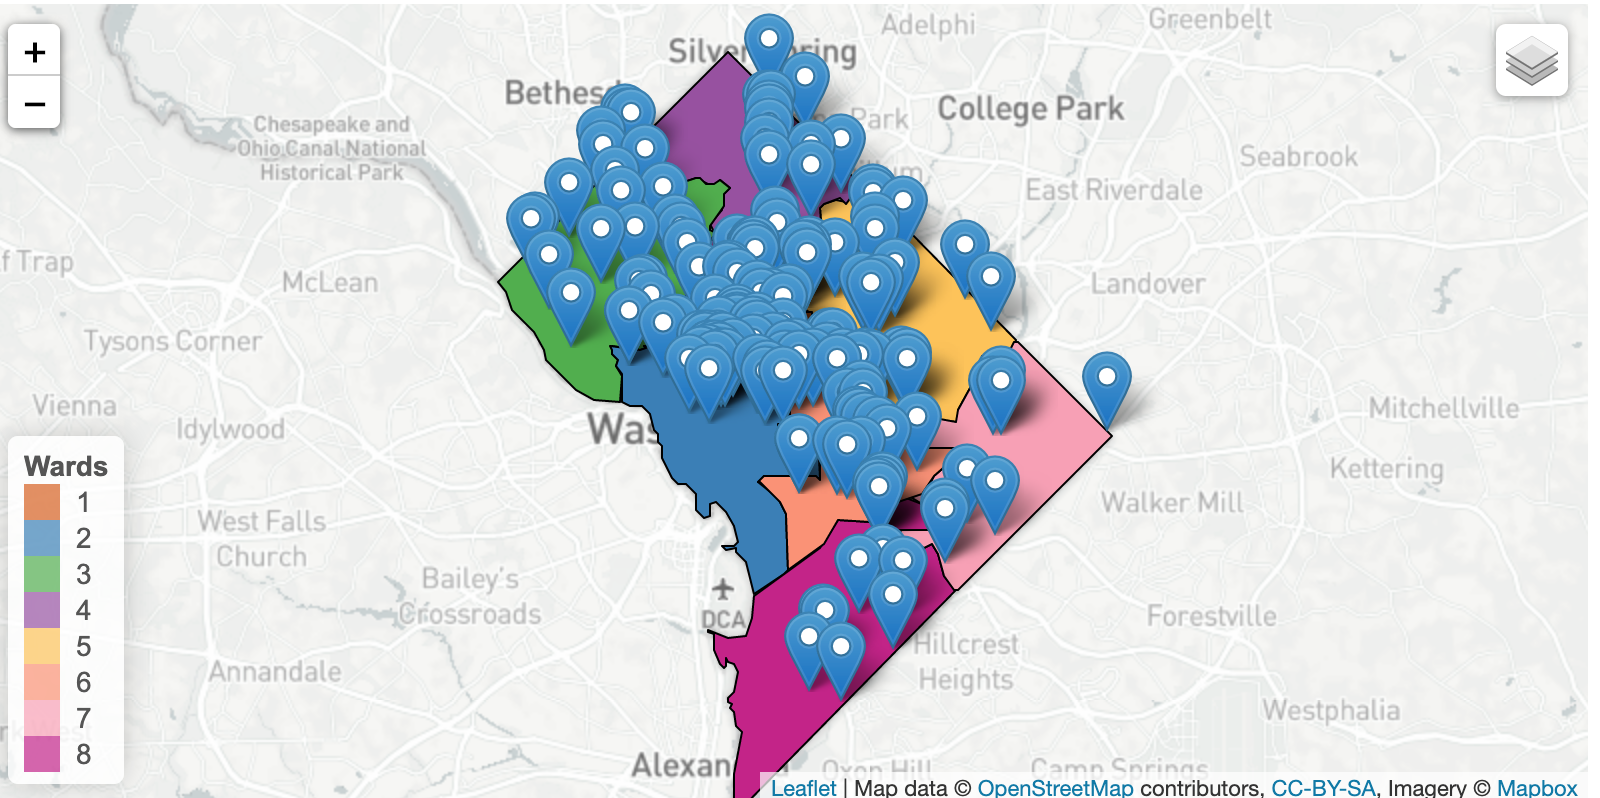 +
−
Adelphi
Greenbelt
Silver Spring
Bethes
College Park
Park
Chesapeake and
Ohio Canal National
Historical Park
Seabrook
East Riverdale
f Trap
McLean
Landover
Tysons Corner
Vienna
Idylwood
Was
Mitchellville
Kettering
Walker Mill
West Falls
Church
Bailey's
Crossroads
DCA
Forestville
Hillcrest
Heights
Annandale
Westphalia
Alexan
Oxon Hill
Camp Springs
Wards
1
2
3
4
5
6
7
8
Leaflet | Map data © OpenStreetMap contributors, CC-BY-SA, Imagery © Mapbox